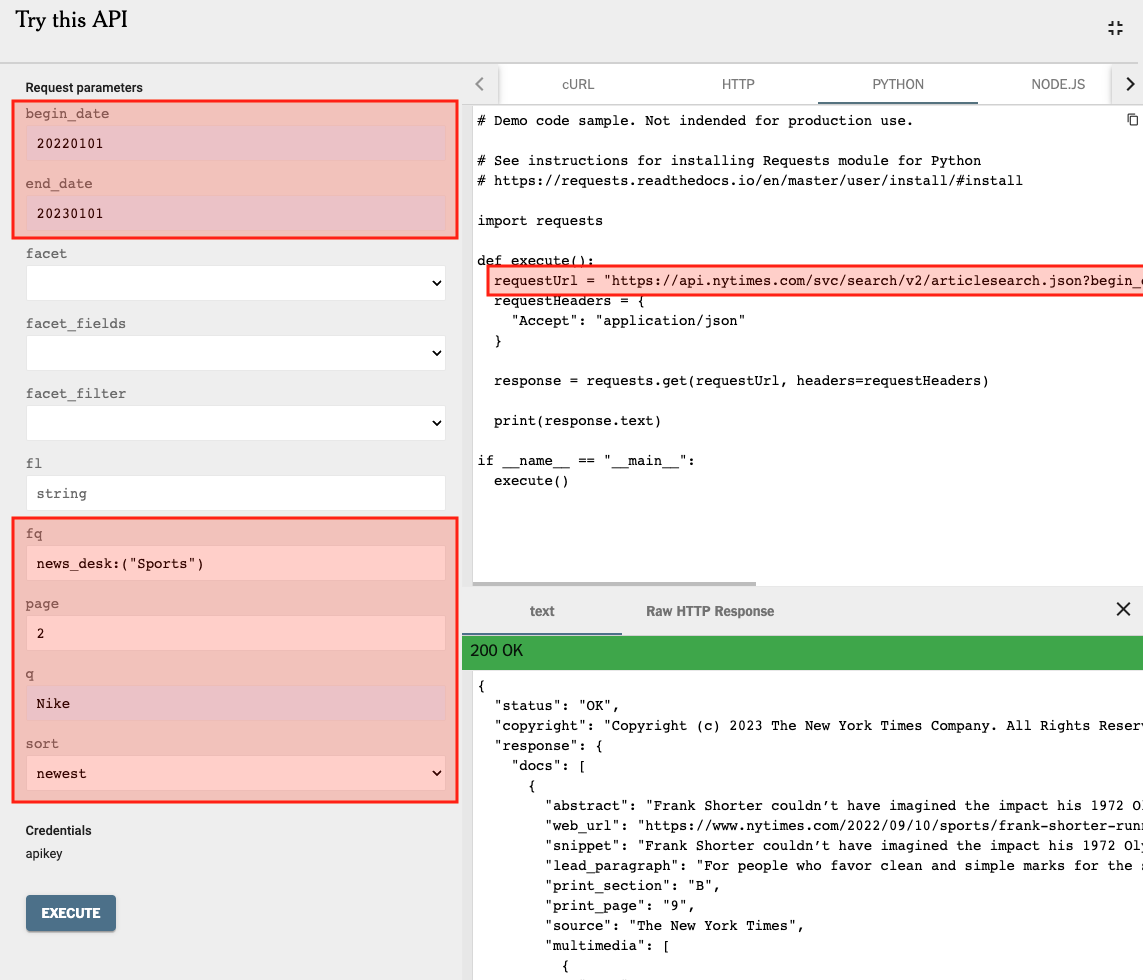 Try this API
Request parameters
begin_date
20220101
end_date
20230101
facet
facet_fields
facet_filter
fl
string
fq
news_desk:("Sports")
page
2
q
Nike
sort
newest
Credentials
apikey
EXECUTE
cURL HTTP PYTHON NODE.JS
# Demo code sample. Not indended for production use.
# See instructions for installing Requests module for Python
# https://requests.readthedocs.io/en/master/user/install/#install
import requests
def execute():
requestUrl = "https://api.nytimes.com/svc/search/v2/articlesearch.json?begin_
requestHeaders = {
"Accept": "application/json"
}
response = requests.get(requestUrl, headers=requestHeaders)
print(response.text)
if __name__ == "__main__":
execute()
text Raw HTTP Response
200 OK
{
"status": "OK",
"copyright": "Copyright (c) 2023 The New York Times Company. All Rights Reser
"response": {
"docs": [
{
"abstract": "Frank Shorter couldn’t have imagined the impact his 1972 O
"web_url": "https://www.nytimes.com/2022/09/10/sports/frank-shorter-run
"snippet": "Frank Shorter couldn’t have imagined the impact his 1972 Oly
"lead_paragraph": "For people who favor clean and simple marks for the
"print_section": "B",
"print_page": "9",
"source": "The New York Times",
"multimedia": [
{